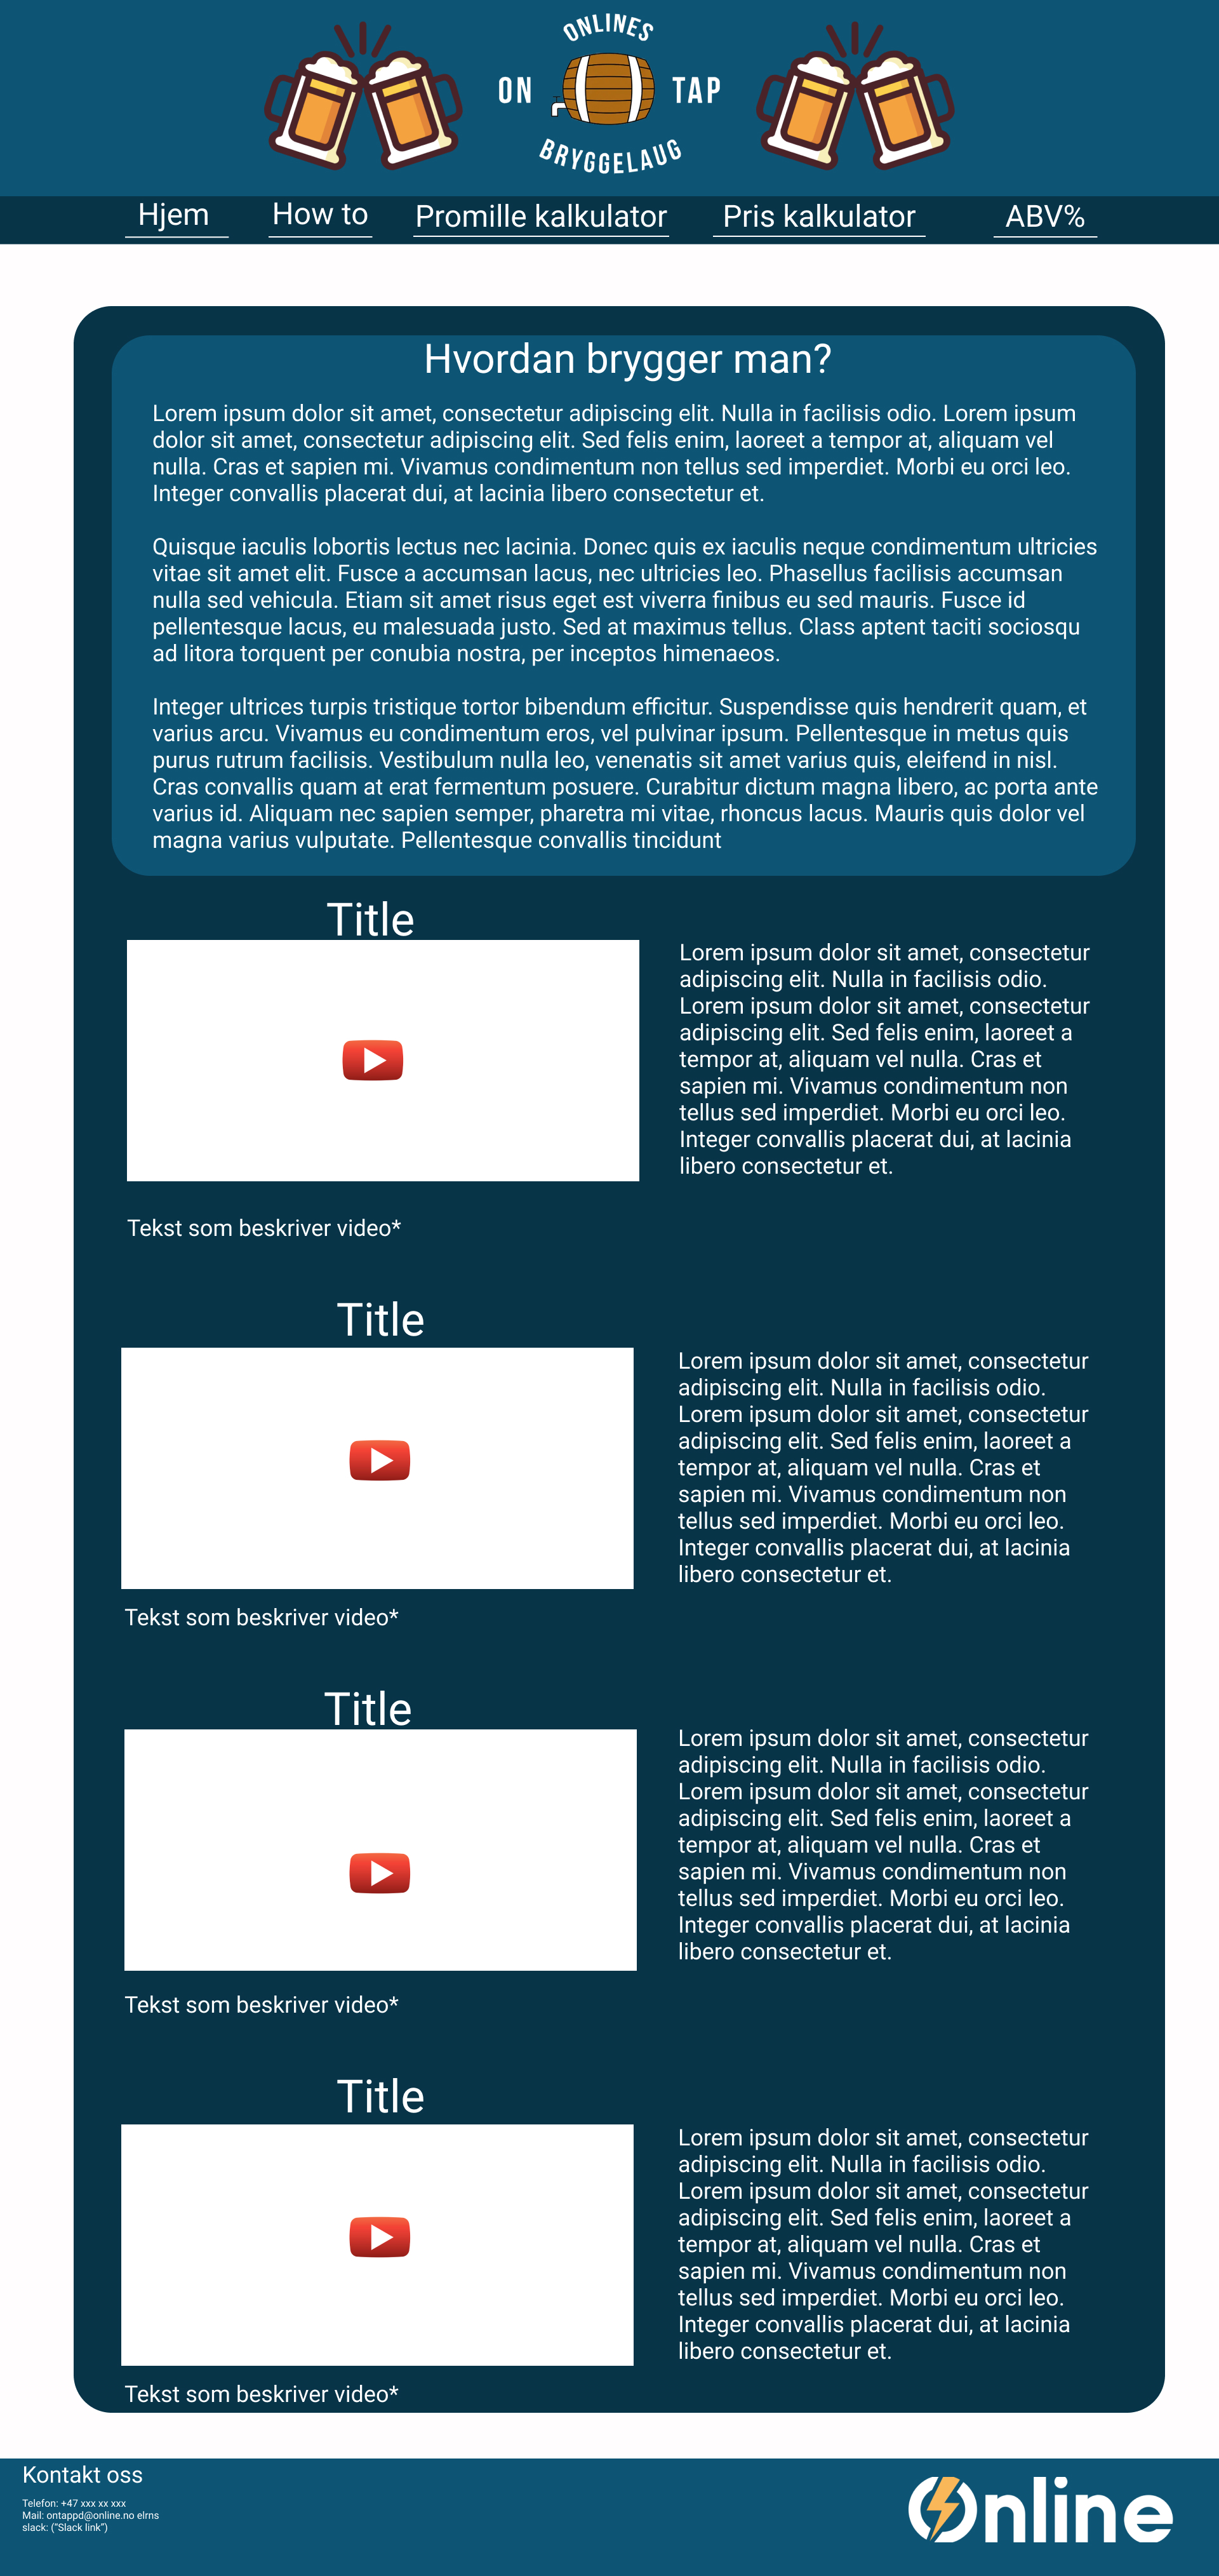 ONLINES
ON TAP
BRYGGELAUG
Hjem How to Promille kalkulator Pris kalkulator ABV%
Hvordan brygger man?
Lorem ipsum dolor sit amet, consectetur adipiscing elit. Nulla in facilisis odio. Lorem ipsum
dolor sit amet, consectetur adipiscing elit. Sed felis enim, laoreet a tempor at, aliquam vel
nulla. Cras et sapien mi. Vivamus condimentum non tellus sed imperdiet. Morbi eu orci leo.
Integer convallis placerat dui, at lacinia libero consectetur et.
Quisque iaculis lobortis lectus nec lacinia. Donec quis ex iaculis neque condimentum ultricies
vitae sit amet elit. Fusce a accumsan lacus, nec ultricies leo. Phasellus facilisis accumsan
nulla sed vehicula. Etiam sit amet risus eget est viverra finibus eu sed mauris. Fusce id
pellentesque lacus, eu malesuada justo. Sed at maximus tellus. Class aptent taciti sociosqu
ad litora torquent per conubia nostra, per inceptos himenaeos.
Integer ultrices turpis tristique tortor bibendum efficitur. Suspendisse quis hendrerit quam, et
varius arcu. Vivamus eu condimentum eros, vel pulvinar ipsum. Pellentesque in metus quis
purus rutrum facilisis. Vestibulum nulla leo, venenatis sit amet varius quis, eleifend in nisl.
Cras convallis quam at erat fermentum posuere. Curabitur dictum magna libero, ac porta ante
varius id. Aliquam nec sapien semper, pharetra mi vitae, rhoncus lacus. Mauris quis dolor vel
magna varius vulputate. Pellentesque convallis tincidunt
Title
Lorem ipsum dolor sit amet, consectetur
adipiscing elit. Nulla in facilisis odio.
Lorem ipsum dolor sit amet, consectetur
adipiscing elit. Sed felis enim, laoreet a
tempor at, aliquam vel nulla. Cras et
sapien mi. Vivamus condimentum non
tellus sed imperdiet. Morbi eu orci leo.
Integer convallis placerat dui, at lacinia
libero consectetur et.
Tekst som beskriver video*
Title
Lorem ipsum dolor sit amet, consectetur
adipiscing elit. Nulla in facilisis odio.
Lorem ipsum dolor sit amet, consectetur
adipiscing elit. Sed felis enim, laoreet a
tempor at, aliquam vel nulla. Cras et
sapien mi. Vivamus condimentum non
tellus sed imperdiet. Morbi eu orci leo.
Integer convallis placerat dui, at lacinia
libero consectetur et.
Tekst som beskriver video*
Title
Lorem ipsum dolor sit amet, consectetur
adipiscing elit. Nulla in facilisis odio.
Lorem ipsum dolor sit amet, consectetur
adipiscing elit. Sed felis enim, laoreet a
tempor at, aliquam vel nulla. Cras et
sapien mi. Vivamus condimentum non
tellus sed imperdiet. Morbi eu orci leo.
Integer convallis placerat dui, at lacinia
libero consectetur et.
Tekst som beskriver video*
Title
Lorem ipsum dolor sit amet, consectetur
adipiscing elit. Nulla in facilisis odio.
Lorem ipsum dolor sit amet, consectetur
adipiscing elit. Sed felis enim, laoreet a
tempor at, aliquam vel nulla. Cras et
sapien mi. Vivamus condimentum non
tellus sed imperdiet. Morbi eu orci leo.
Integer convallis placerat dui, at lacinia
libero consectetur et.
Tekst som beskriver video*
Kontakt oss
Telefon: +47 xxx xx xxx
Mail: ontappd@online.no elrns
slack: ("Slack link")
Online